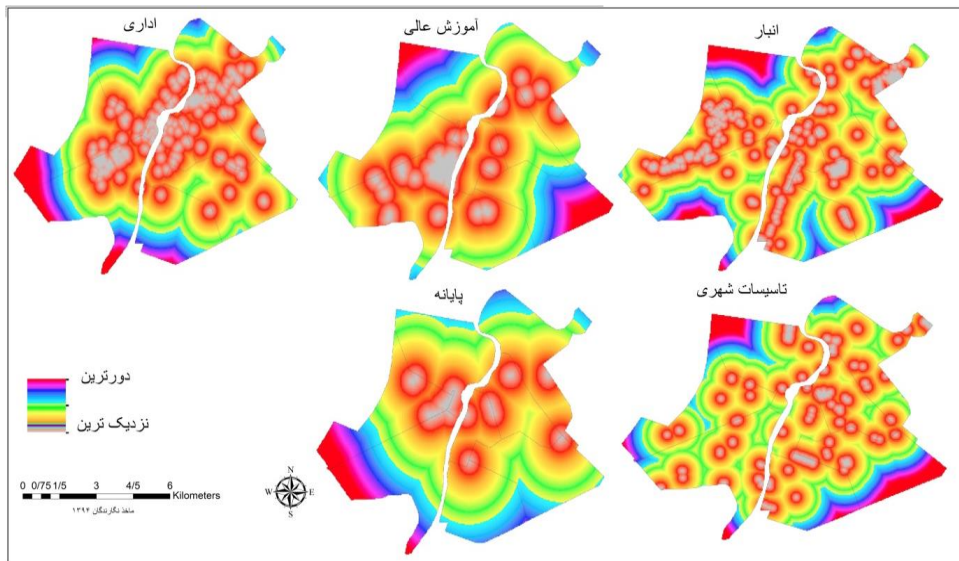 اداری
آموزش عالی
انبار
پایانه
تاسیسات شهری
دورترین
نزدیک ترین
0 0/75 1/5 3 4/5 6
Kilometers
N
W E
S
ماخذ نگارندگان ۱۳۹۴